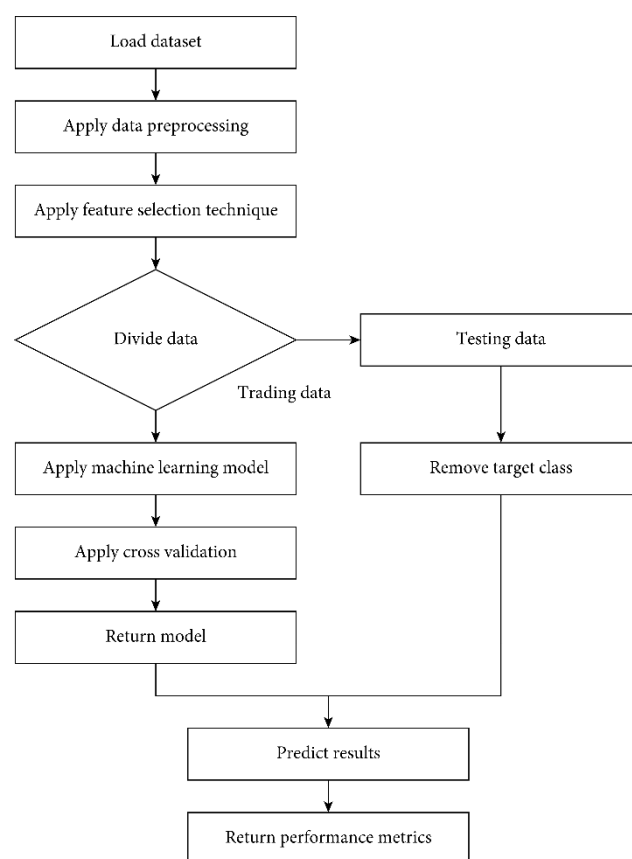 Load dataset
Apply data preprocessing
Apply feature selection technique
Divide data
Testing data
Trading data
Apply machine learning model
Remove target class
Apply cross validation
Return model
Predict results
Return performance metrics